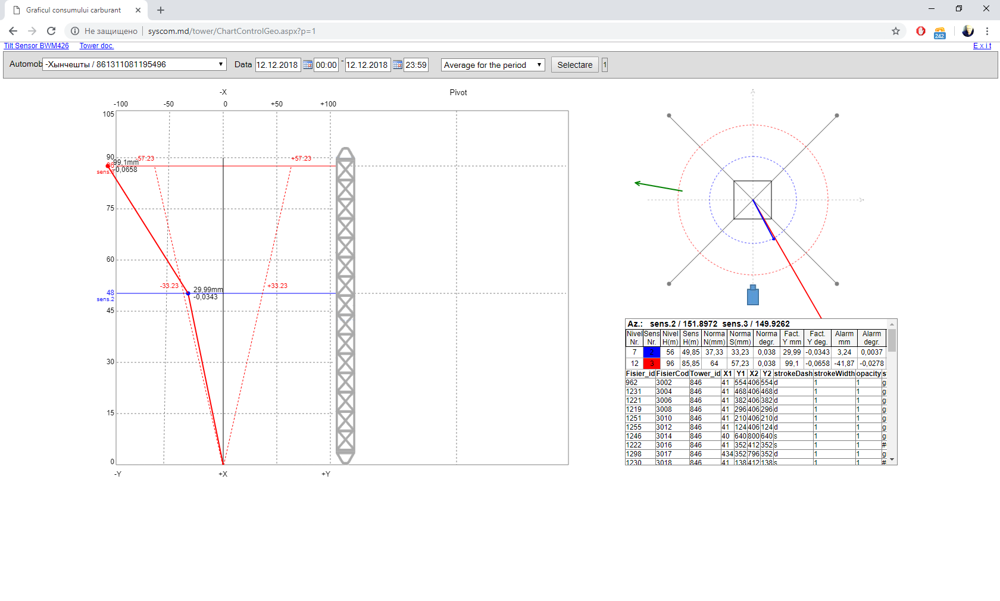 Graficul consumului carburant
Не защищено | syscom.md/tower/ChartControlGeo.aspx?p=1
242
Tilt Sensor BWM426 Tower doc. E x i t
Automob -Хынчешты / 861311081195496 Data 12.12.2018 00:00 - 12.12.2018 23:59 Average for the period Selectare 1
-X Pivot
-100 -50 0 +50 +100
105
90 -57.23 +57.23
99,1mm
-0,0658
sens.3
75
60
-33.23 +33.23
48 29,99mm
sens.2 -0,0343
45
30
15
0
-Y +X +Y
Az.: sens.2 / 151.8972 sens.3 / 149.9262
Nivel Sens Nivel Sens Norma Norma Norma Fact. Fact. Alarm Alarm
Nr. Nr. H(m) H(m) N(mm) S(mm) degr. Y mm Y deg. mm degr.
7 2 56 49,85 37,33 33,23 0,038 29,99 -0,0343 3,24 0,0037
12 3 96 85,85 64 57,23 0,038 99,1 -0,0658 -41,87 -0,0278
Fisier_id FisierCod Tower_id X1 Y1 X2 Y2 strokeDash strokeWidth opacity s
962 3002 846 41 554 406 554 d 1 1 g
1231 3004 846 41 468 406 468 d 1 1 g
1221 3006 846 41 382 406 382 d 1 1 g
1219 3008 846 41 296 406 296 d 1 1 g
1251 3010 846 41 210 406 210 d 1 1 g
1255 3012 846 41 124 406 124 d 1 1 g
1246 3014 846 40 640 800 640 s 1 1 g
1222 3016 846 41 352 412 352 s 1 1 #
1298 3017 846 434 352 796 352 d 1 1 g
1230 3018 846 41 138 412 138 s 1 1 #